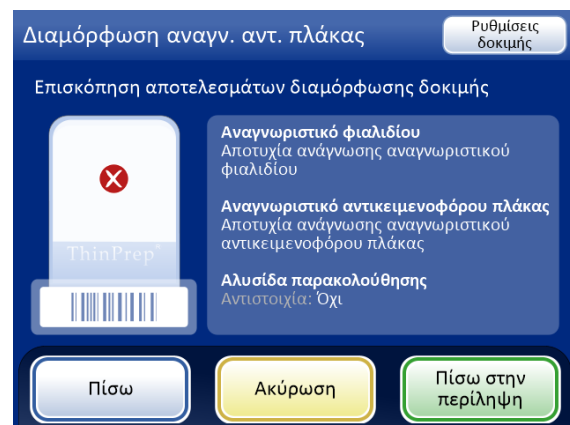 Διαμόρφωση αναγν. αντ. πλάκας
Ρυθμίσεις
δοκιμής
Επισκόπηση αποτελεσμάτων διαμόρφωσης δοκιμής
Αναγνωριστικό φιαλιδίου
Αποτυχία ανάγνωσης αναγνωριστικού
φιαλιδίου
Αναγνωριστικό αντικειμενοφόρου πλάκας
Αποτυχία ανάγνωσης αναγνωριστικού
αντικειμενοφόρου πλάκας
Αλυσίδα παρακολούθησης
Αντιστοιχία: Όχι
ThinPrep®
Πίσω
Ακύρωση
Πίσω στην
περίληψη